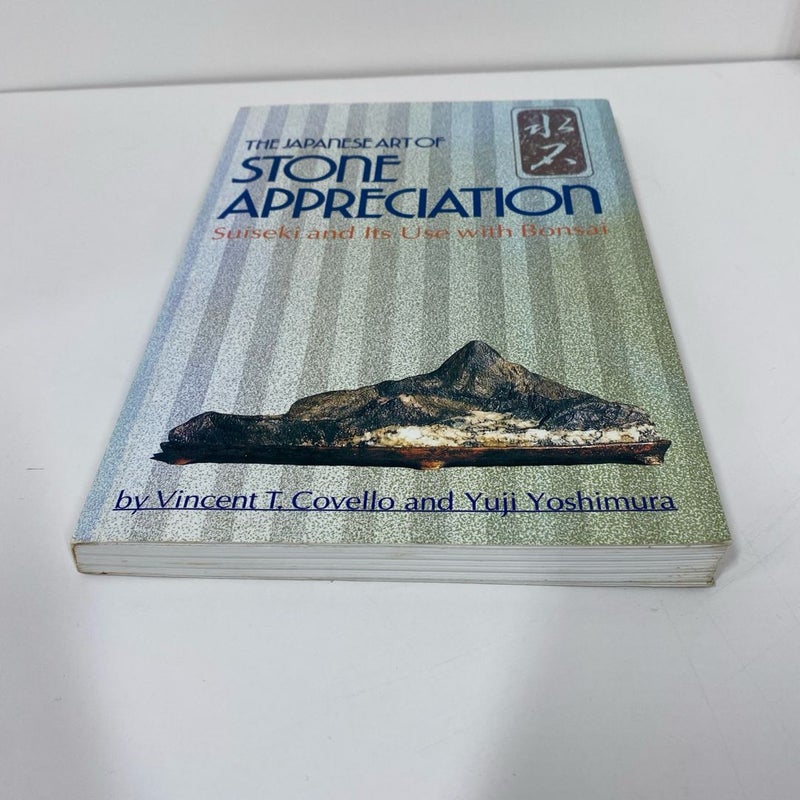 THE JAPANESE ART OF
STONE
APPRECIATION
水石
Suiseki and Its Use with Bonsai
by Vincent T. Covello and Yuji Yoshimura